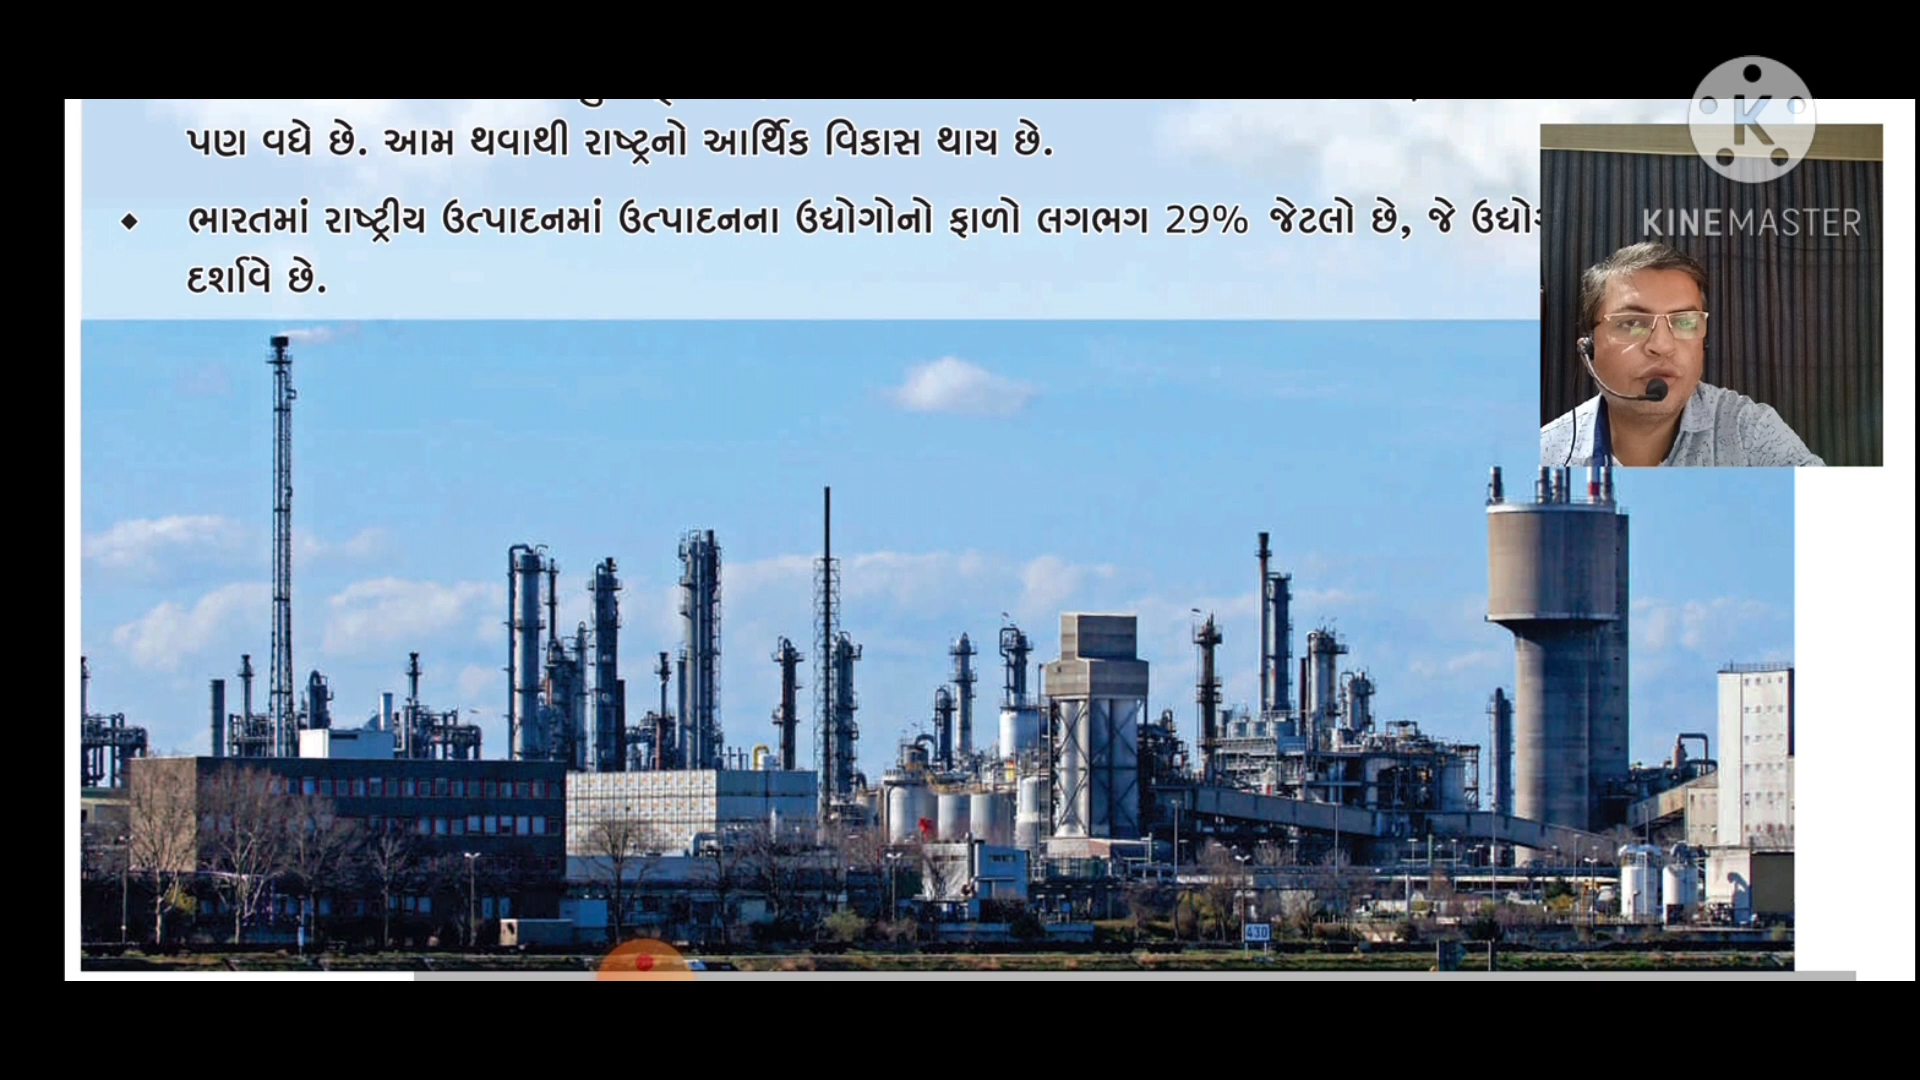 પણ વધે છે. આમ થવાથી રાષ્ટ્રનો આર્થિક વિકાસ થાય છે.
◆ ભારતમાં રાષ્ટ્રીય ઉત્પાદનમાં ઉત્પાદનના ઉદ્યોગોનો ફાળો લગભગ 29% જેટલો છે, જે
દર્શાવે છે.
K
KINEMASTER
430